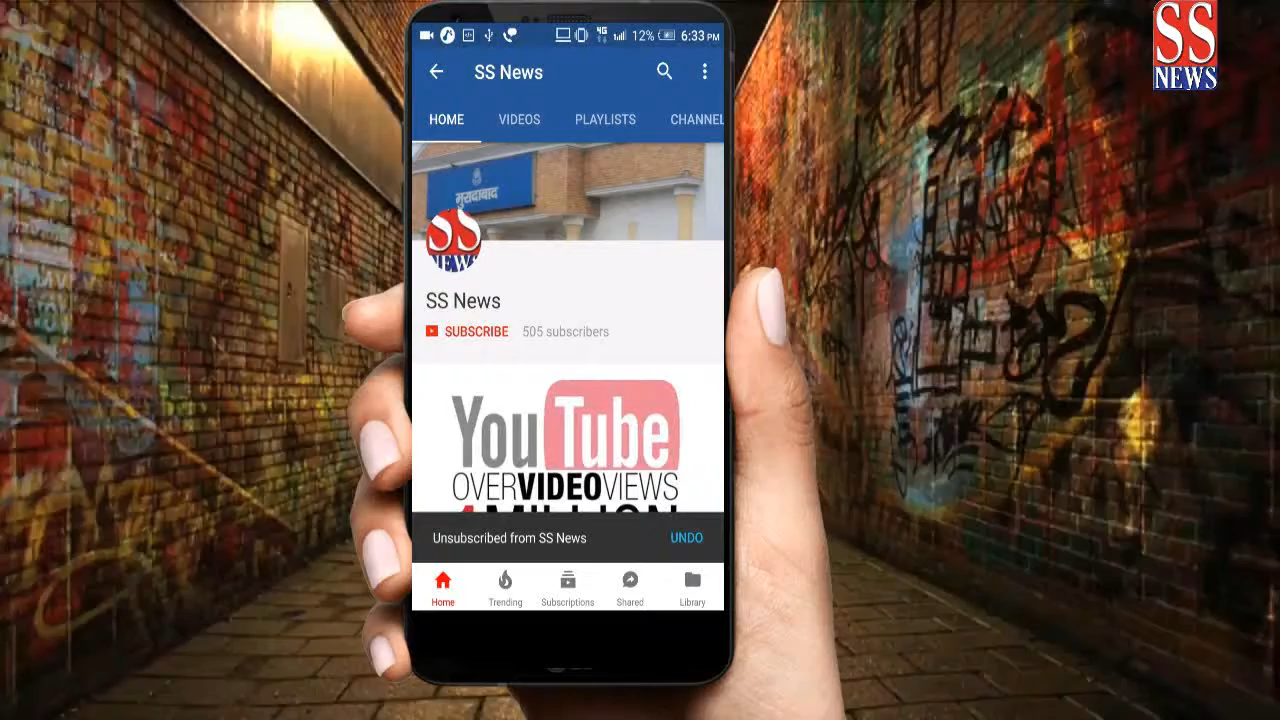 SS
NEWS
4G 12% 6:33 PM
SS News
HOME VIDEOS PLAYLISTS CHANNEL
मुरादाबाद
SS
NEWS
SS News
SUBSCRIBE 505 subscribers
YouTube
OVERVIDEOVIEWS
Unsubscribed from SS News UNDO
Home Trending Subscriptions Shared Library